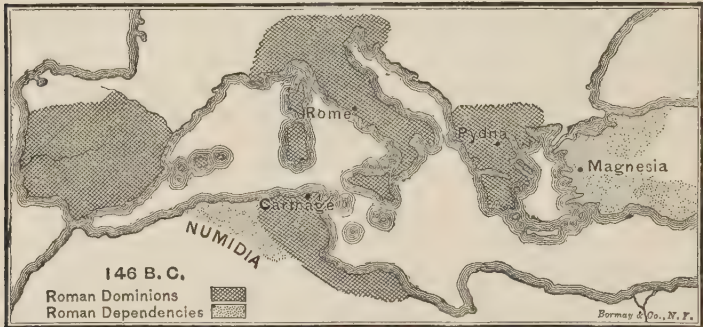 Rome
Pydna
Magnesia
Carthage
NUMIDIA
146 B.C.
Roman Dominions
Roman Dependencies
Bormay & Co., N.Y.